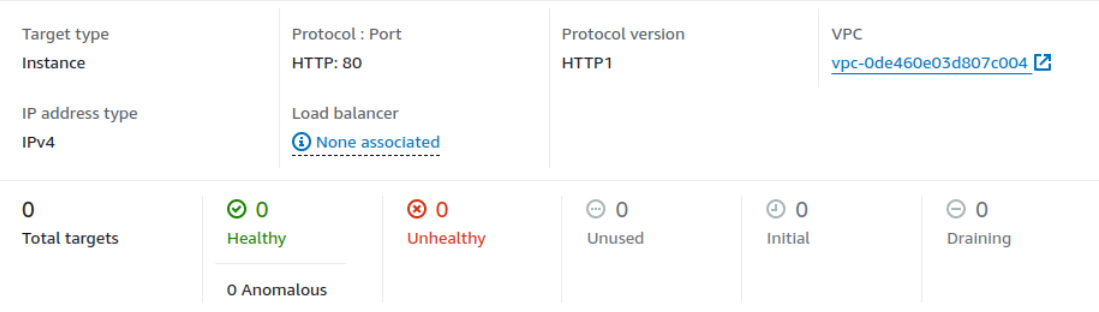 Target type
Instance
Protocol : Port
HTTP: 80
Protocol version
HTTP1
VPC
vpc-0de460e03d807c004
IP address type
IPv4
Load balancer
None associated
0
Total targets
0
Healthy
0 Anomalous
0
Unhealthy
0
Unused
0
Initial
0
Draining